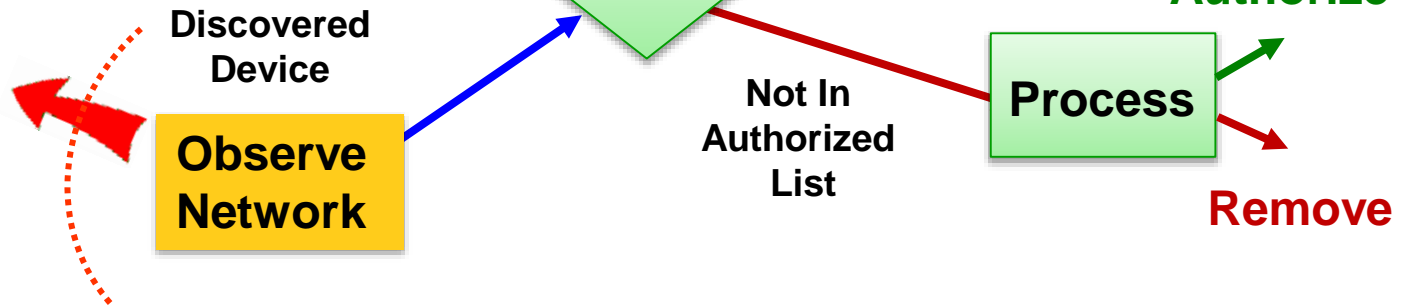 Discovered
Device
Observe
Network
Not In
Authorized
List
Process
Remove